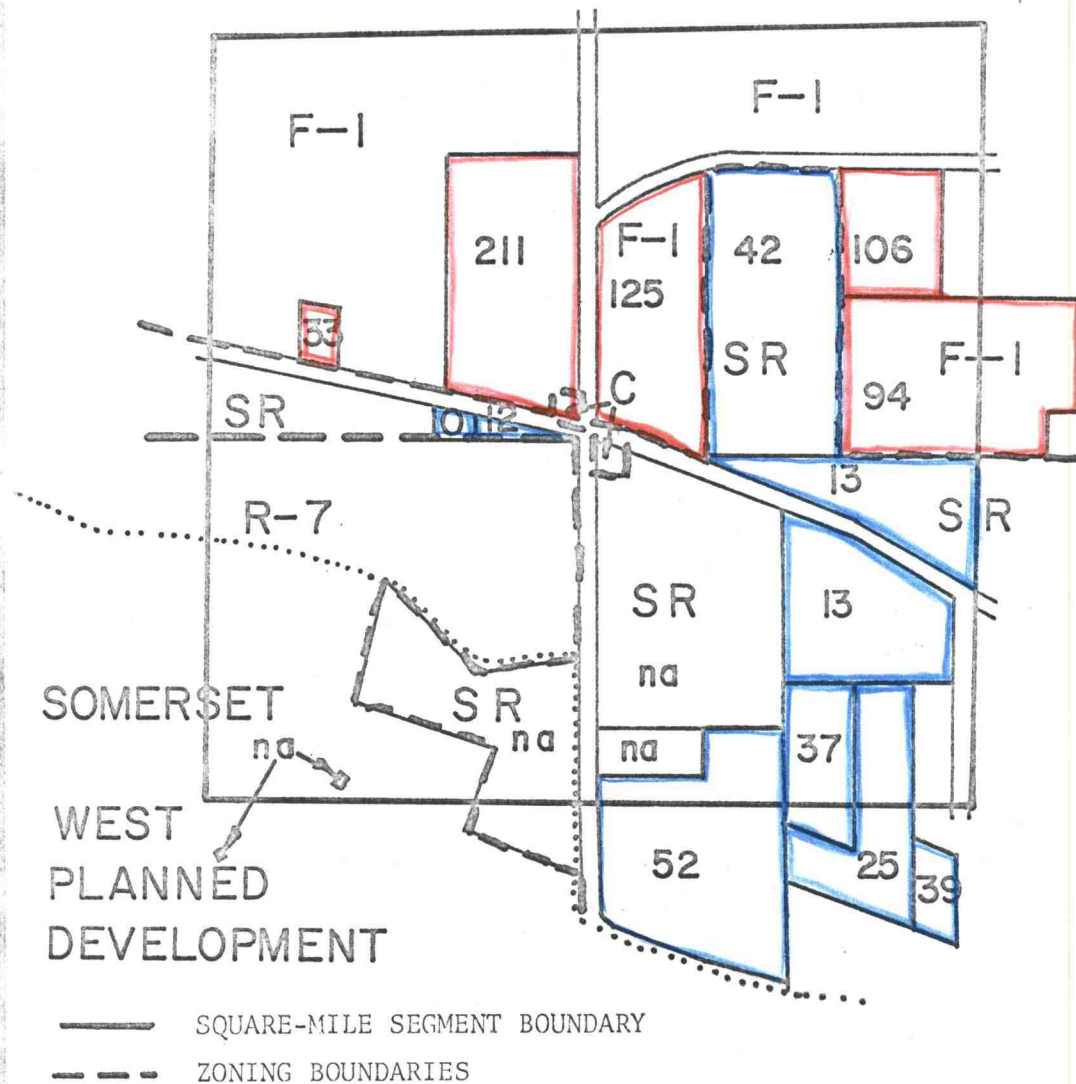 F-1
F-1
211
F-1
42
106
125
33
SR
F-1
C
94
SR
0
12
13
R-7
SR
SR
13
na
SOMERSET
SR
na
na
na
37
WEST
PLANNED
DEVELOPMENT
52
25
39
SQUARE-MILE SEGMENT BOUNDARY
ZONING BOUNDARIES